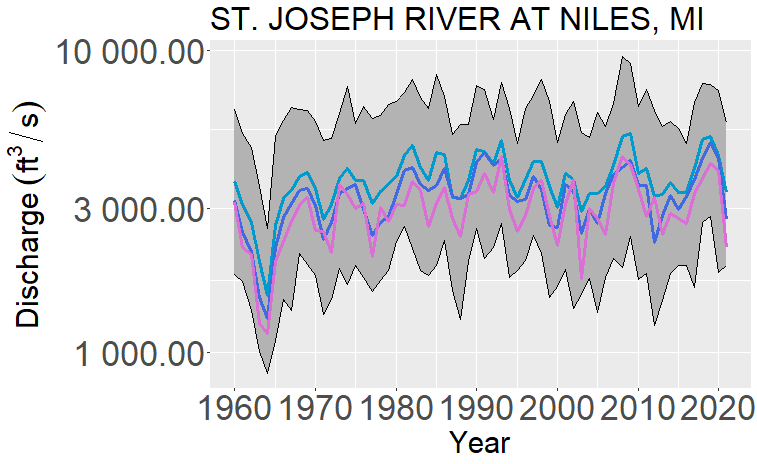 ST. JOSEPH RIVER AT NILES, MI
10 000.00
3 000.00
1 000.00
Discharge (ft³/s)
1960 1970 1980 1990 2000 2010 2020
Year